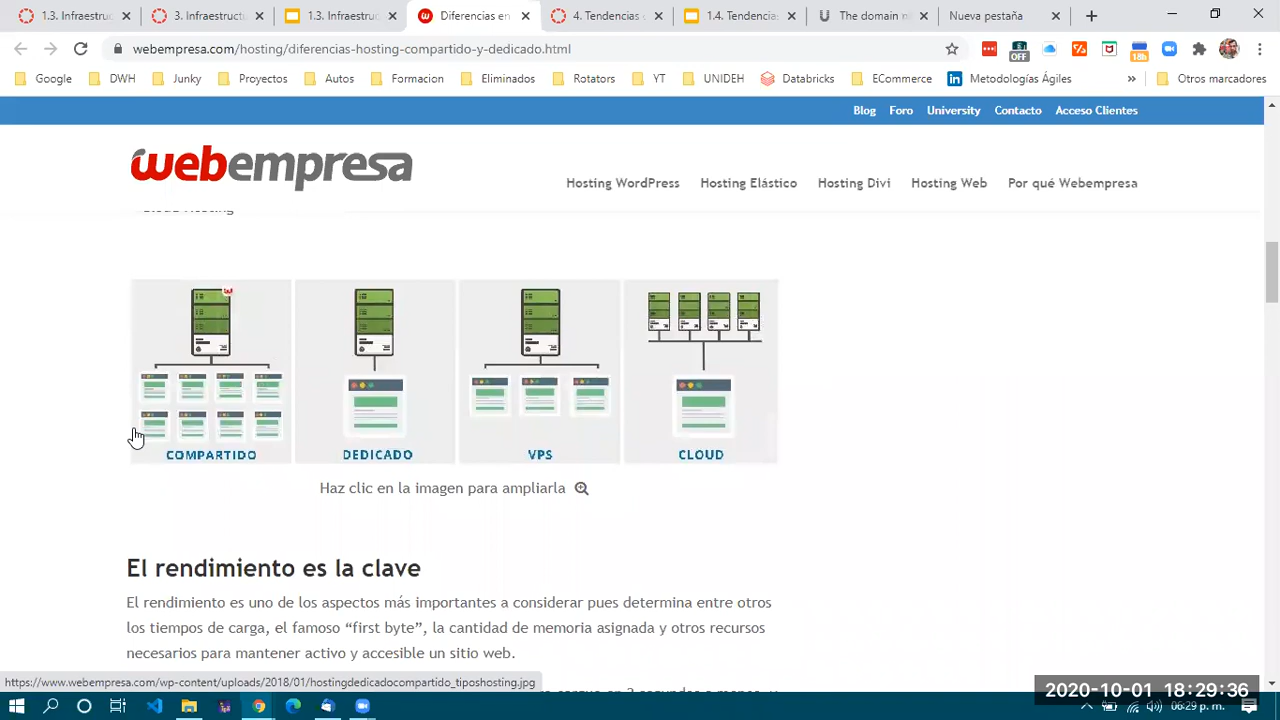 1.3. Infraestruct
3. Infraestructu
1.3. Infraestruc
Diferencias en
4. Tendencias
1.4. Tendencias
The domain n
Nueva pestaña
webempresa.com/hosting/diferencias-hosting-compartido-y-dedicado.html
OFF
18h
Google
DWH
Junky
Proyectos
Autos
Formacion
Eliminados
Rotators
YT
UNIDEH
Databricks
ECommerce
Metodologías Ágiles
»
Otros marcadores
Blog
Foro
University
Contacto
Acceso Clientes
webempresa
Hosting WordPress
Hosting Elástico
Hosting Divi
Hosting Web
Por qué Webempresa
COMPARTIDO
DEDICADO
VPS
CLOUD
Haz clic en la imagen para ampliarla
El rendimiento es la clave
El rendimiento es uno de los aspectos más importantes a considerar pues determina entre otros
los tiempos de carga, el famoso “first byte”, la cantidad de memoria asignada y otros recursos
necesarios para mantener activo y accesible un sitio web.
https://www.webempresa.com/wp-content/uploads/2018/01/hostingdedicadocompartido_tiposhosting.jpg
2020-10-01 18:29:36
06:29 p. m.